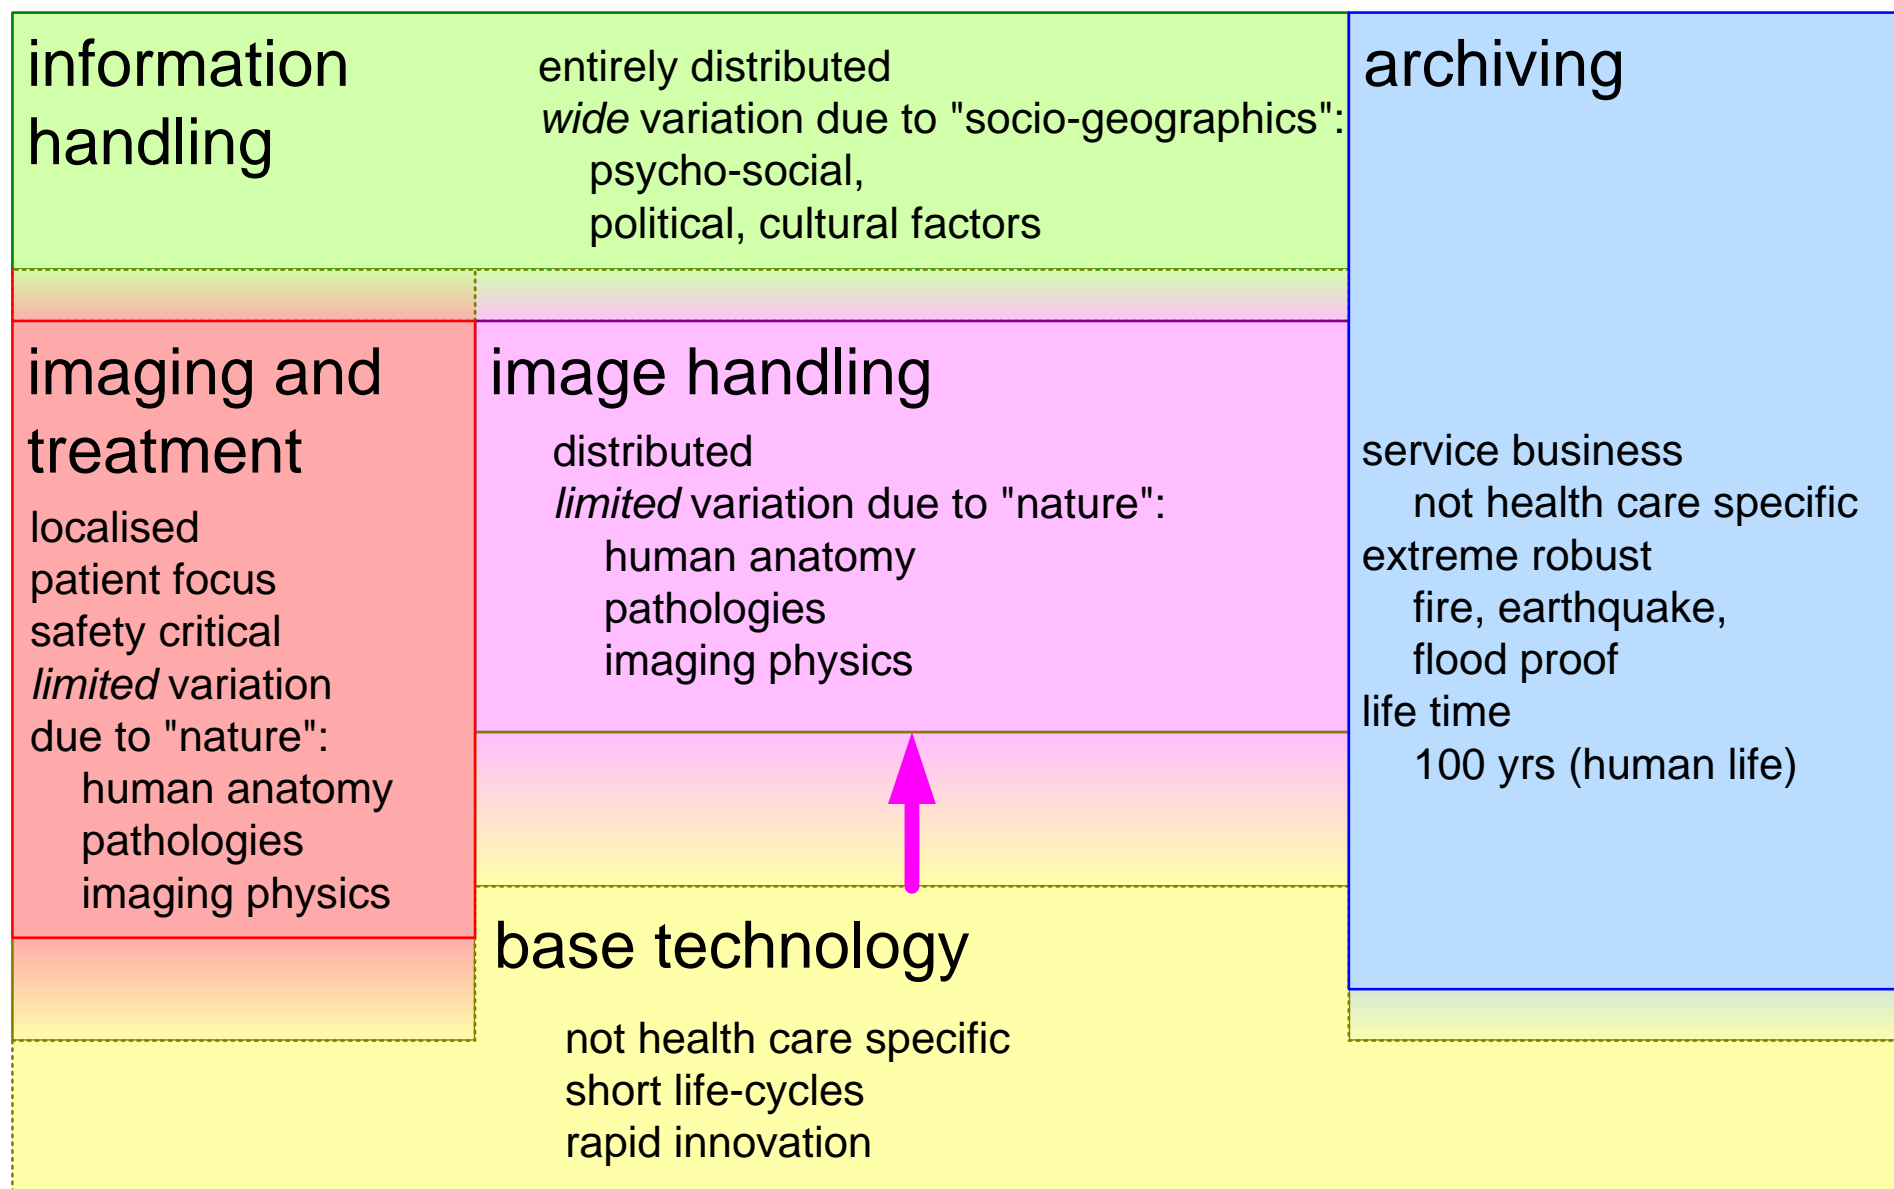 information
handling
entirely distributed
wide variation due to "socio-geographics":
psycho-social,
political, cultural factors
archiving
service business
not health care specific
extreme robust
fire, earthquake,
flood proof
life time
100 yrs (human life)
imaging and
treatment
localised
patient focus
safety critical
limited variation
due to "nature":
human anatomy
pathologies
imaging physics
image handling
distributed
limited variation due to "nature":
human anatomy
pathologies
imaging physics
base technology
not health care specific
short life-cycles
rapid innovation